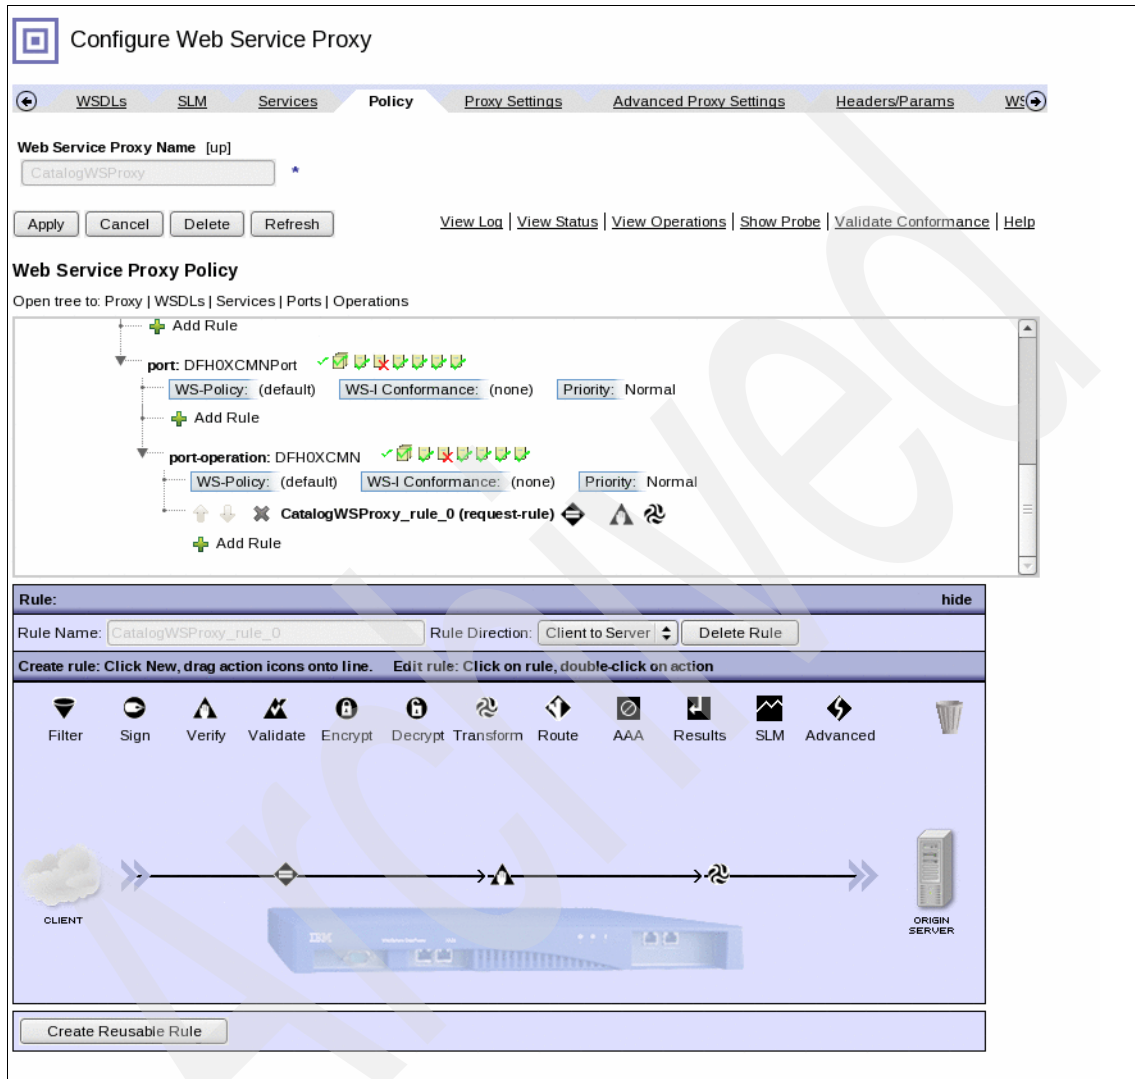 Configure Web Service Proxy
WSDLs SLM Services Policy Proxy Settings Advanced Proxy Settings Headers/Params
Web Service Proxy Name [up]
CatalogWSProxy *
Apply Cancel Delete Refresh View Log | View Status | View Operations | Show Probe | Validate Conformance | Help
Web Service Proxy Policy
Open tree to: Proxy | WSDLs | Services | Ports | Operations
Add Rule
port: DFH0XCMNPort
WS-Policy: (default) WS-I Conformance: (none) Priority: Normal
Add Rule
port-operation: DFH0XCMN
WS-Policy: (default) WS-I Conformance: (none) Priority: Normal
CatalogWSProxy_rule_0 (request-rule)
Add Rule
Rule: hide
Rule Name: CatalogWSProxy_rule_0 Rule Direction: Client to Server Delete Rule
Create rule: Click New, drag action icons onto line. Edit rule: Click on rule, double-click on action
Filter Sign Verify Validate Encrypt Decrypt Transform Route AAA Results SLM Advanced
CLIENT
ORIGIN
SERVER
IBM
Create Reusable Rule
Archived